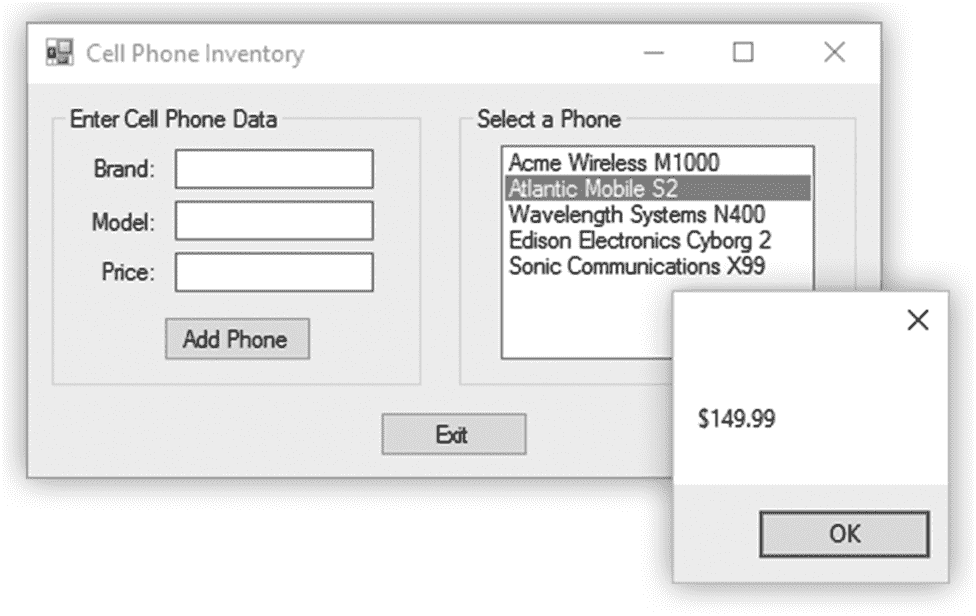 Cell Phone Inventory
Enter Cell Phone Data
Brand:
Model:
Price:
Add Phone
Select a Phone
Acme Wireless M1000
Atlantic Mobile S2
Wavelength Systems N400
Edison Electronics Cyborg 2
Sonic Communications X99
Exit
$149.99
OK